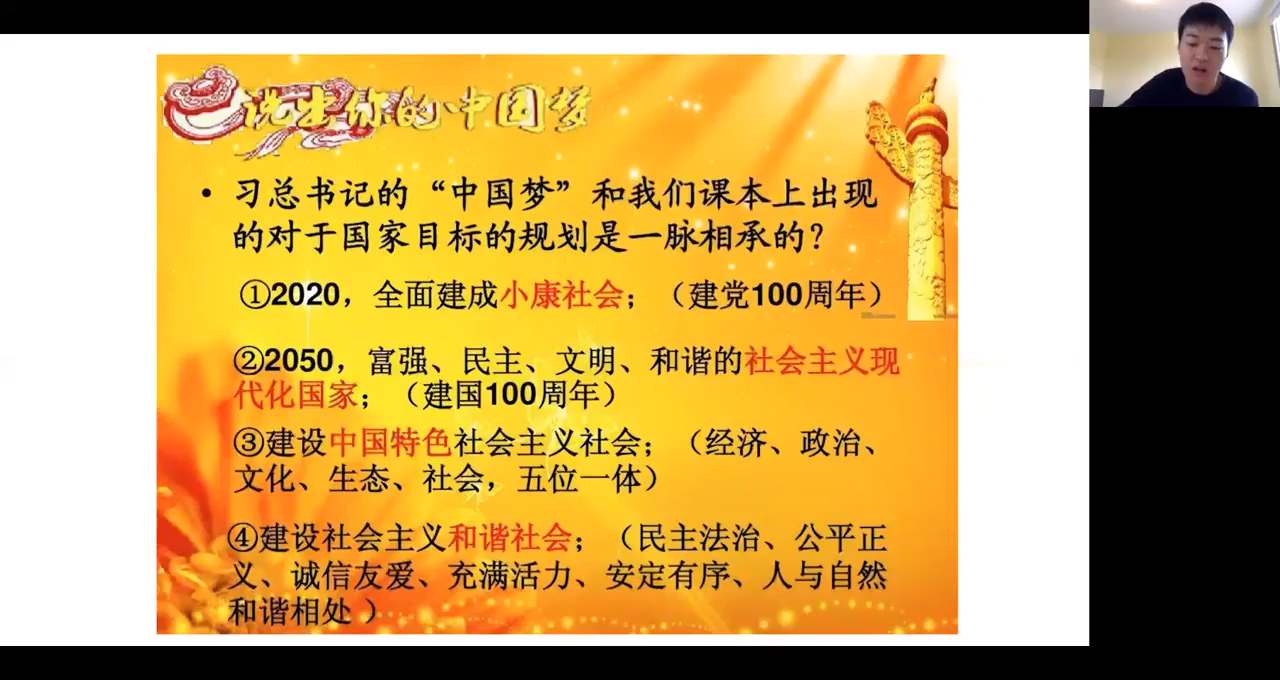 说出你的中国梦
• 习总书记的“中国梦”和我们课本上出现
的对于国家目标的规划是一脉相承的？
①2020，全面建成小康社会；（建党100周年）
②2050，富强、民主、文明、和谐的社会主义现
代化国家；（建国100周年）
③建设中国特色社会主义社会；（经济、政治、
文化、生态、社会，五位一体）
④建设社会主义和谐社会；（民主法治、公平正
义、诚信友爱、充满活力、安定有序、人与自然
和谐相处 ）